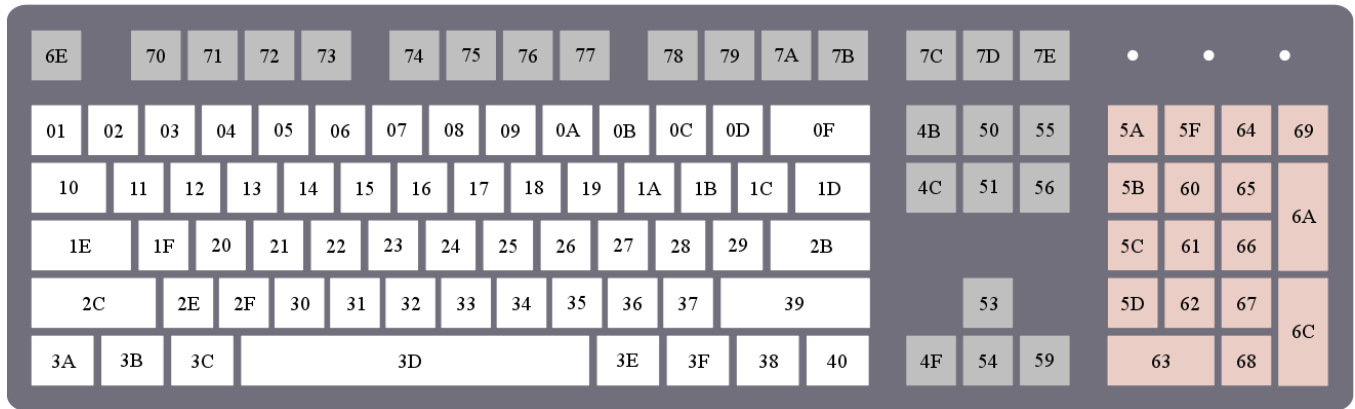 6E 70 71 72 73 74 75 76 77 78 79 7A 7B 7C 7D 7E
01 02 03 04 05 06 07 08 09 0A 0B 0C 0D 0F 4B 50 55 5A 5F 64 69
10 11 12 13 14 15 16 17 18 19 1A 1B 1C 1D 4C 51 56 5B 60 65 6A
1E 1F 20 21 22 23 24 25 26 27 28 29 2B 5C 61 66
2C 2E 2F 30 31 32 33 34 35 36 37 39 53 5D 62 67 6C
3A 3B 3C 3D 3E 3F 38 40 4F 54 59 63 68